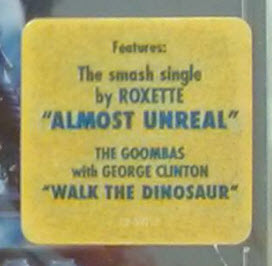 Features:
The smash single
by ROXETTE
"ALMOST UNREAL"
THE GOOMBAS
with GEORGE CLINTON
"WALK THE DINOSAUR"